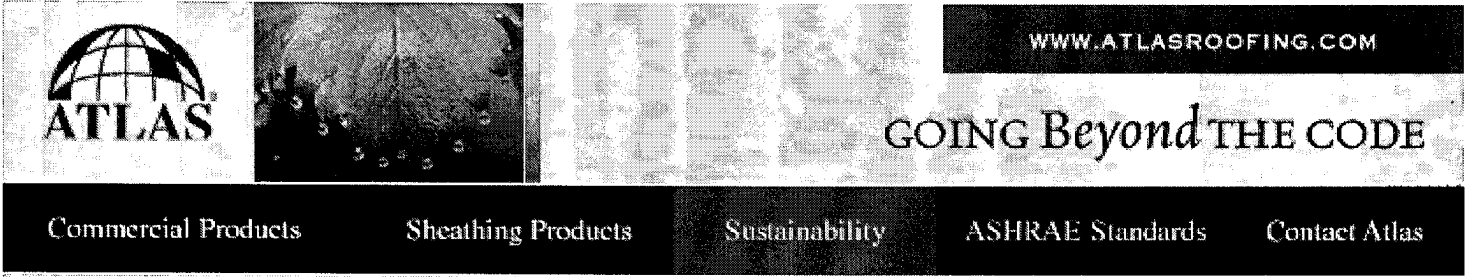 ATLAS®
WWW.ATLASROOFING.COM
GOING Beyond THE CODE
Commercial Products Sheathing Products Sustainability ASHRAE Standards Contact Atlas